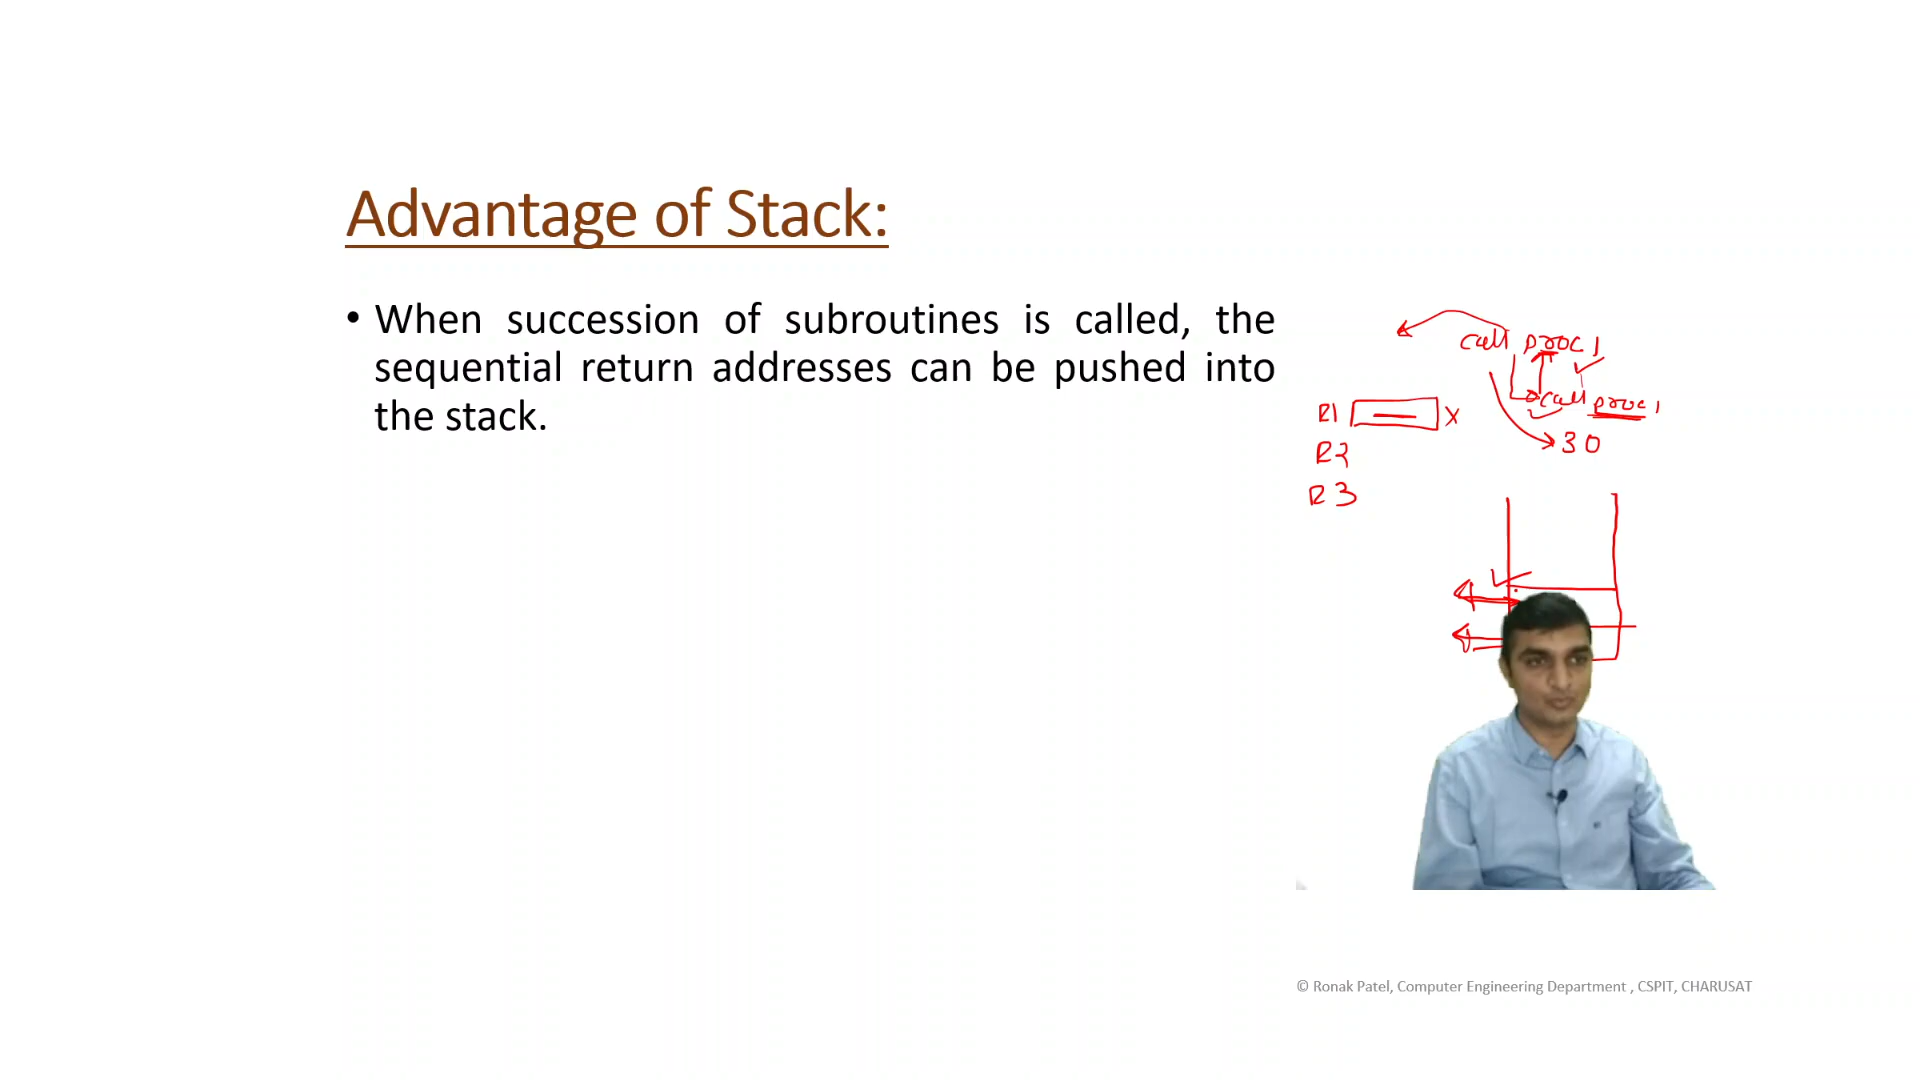 Advantage of Stack:
• When succession of subroutines is called, the
sequential return addresses can be pushed into
the stack.
call proc 1
call proc 1
R1 X
30
R2
R3
© Ronak Patel, Computer Engineering Department , CSPIT, CHARUSAT